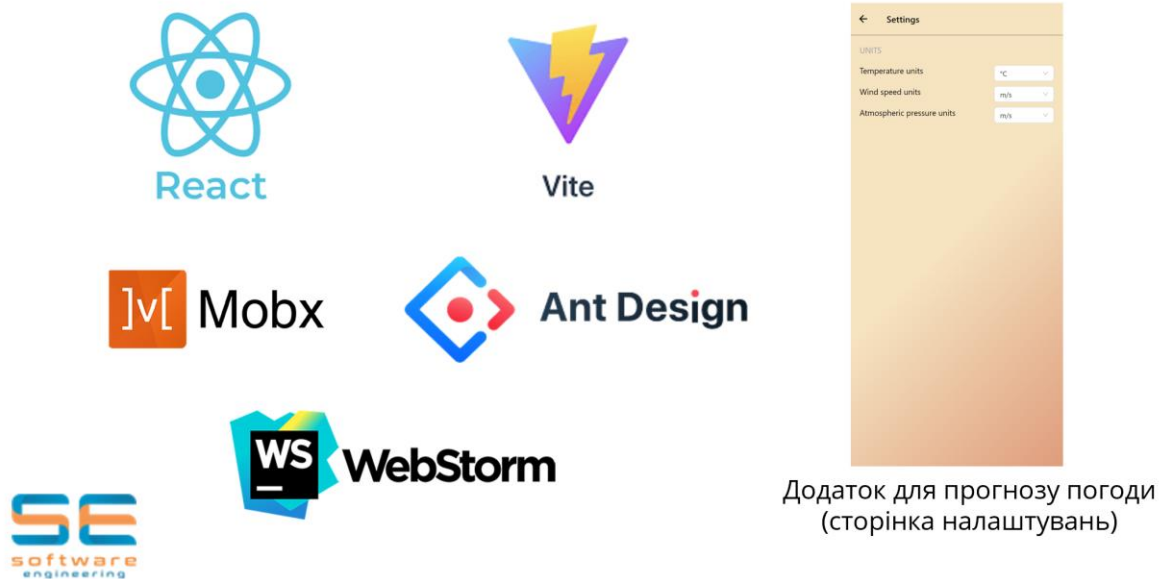 React
Vite
]v[ Mobx
Ant Design
WS WebStorm
SE
software
engineering
← Settings
UNITS
Temperature units °C
Wind speed units m/s
Atmospheric pressure units m/s
Додаток для прогнозу погоди
(сторінка налаштувань)